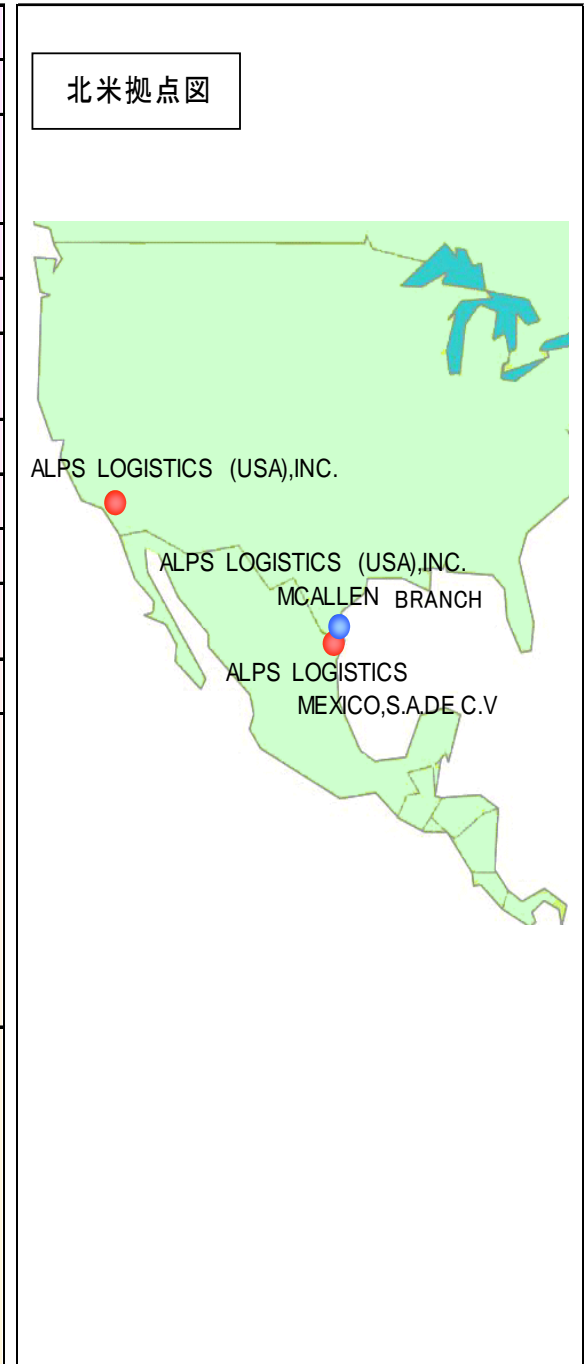 北米拠点図
ALPS LOGISTICS (USA),INC.
ALPS LOGISTICS (USA),INC.
MCALLEN BRANCH
ALPS LOGISTICS
MEXICO,S.A.DE C.V